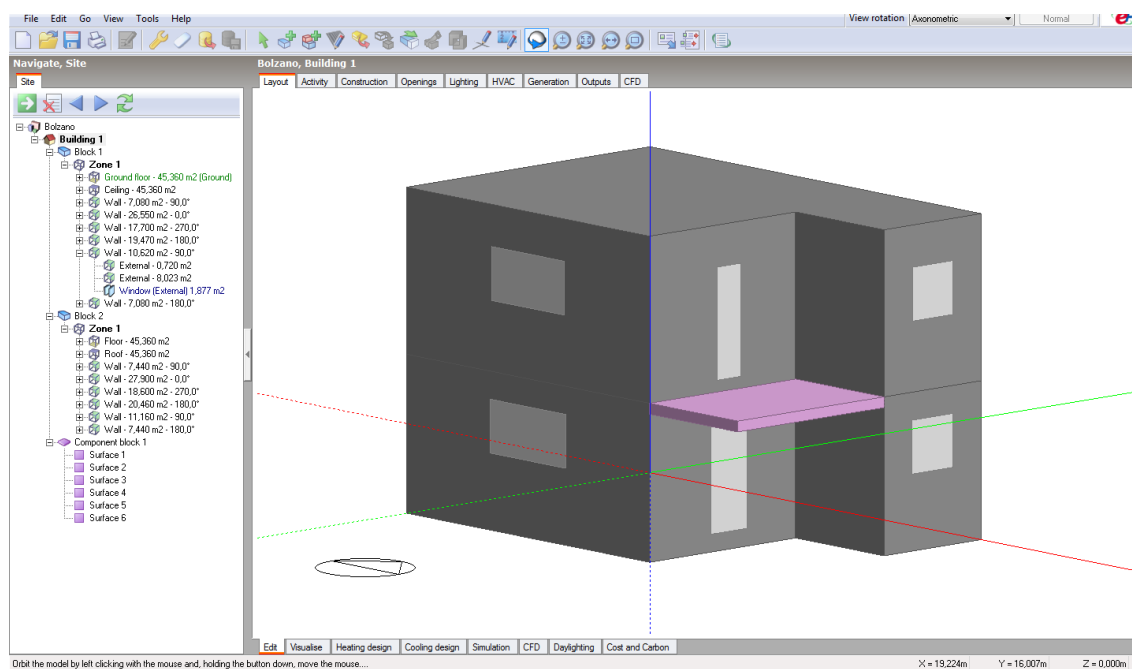 File Edit Go View Tools Help
View rotation Axonometric Normal
Navigate, Site
Bolzano, Building 1
Site
Layout Activity Construction Openings Lighting HVAC Generation Outputs CFD
Bolzano
Building 1
Block 1
Zone 1
Ground floor - 45,360 m2 (Ground)
Ceiling - 45,360 m2
Wall - 7,080 m2 - 90,0°
Wall - 26,550 m2 - 0,0°
Wall - 17,700 m2 - 270,0°
Wall - 19,470 m2 - 180,0°
Wall - 10,620 m2 - 90,0°
External - 0,720 m2
External - 8,023 m2
Window (External) 1,877 m2
Wall - 7,080 m2 - 180,0°
Block 2
Zone 1
Floor - 45,360 m2
Roof - 45,360 m2
Wall - 7,440 m2 - 90,0°
Wall - 27,900 m2 - 0,0°
Wall - 18,600 m2 - 270,0°
Wall - 20,460 m2 - 180,0°
Wall - 11,160 m2 - 90,0°
Wall - 7,440 m2 - 180,0°
Component block 1
Surface 1
Surface 2
Surface 3
Surface 4
Surface 5
Surface 6
Edit Visualise Heating design Cooling design Simulation CFD Daylighting Cost and Carbon
Orbit the model by left clicking with the mouse and, holding the button down, move the mouse.... X = 19,224m Y = 16,007m Z = 0,000m